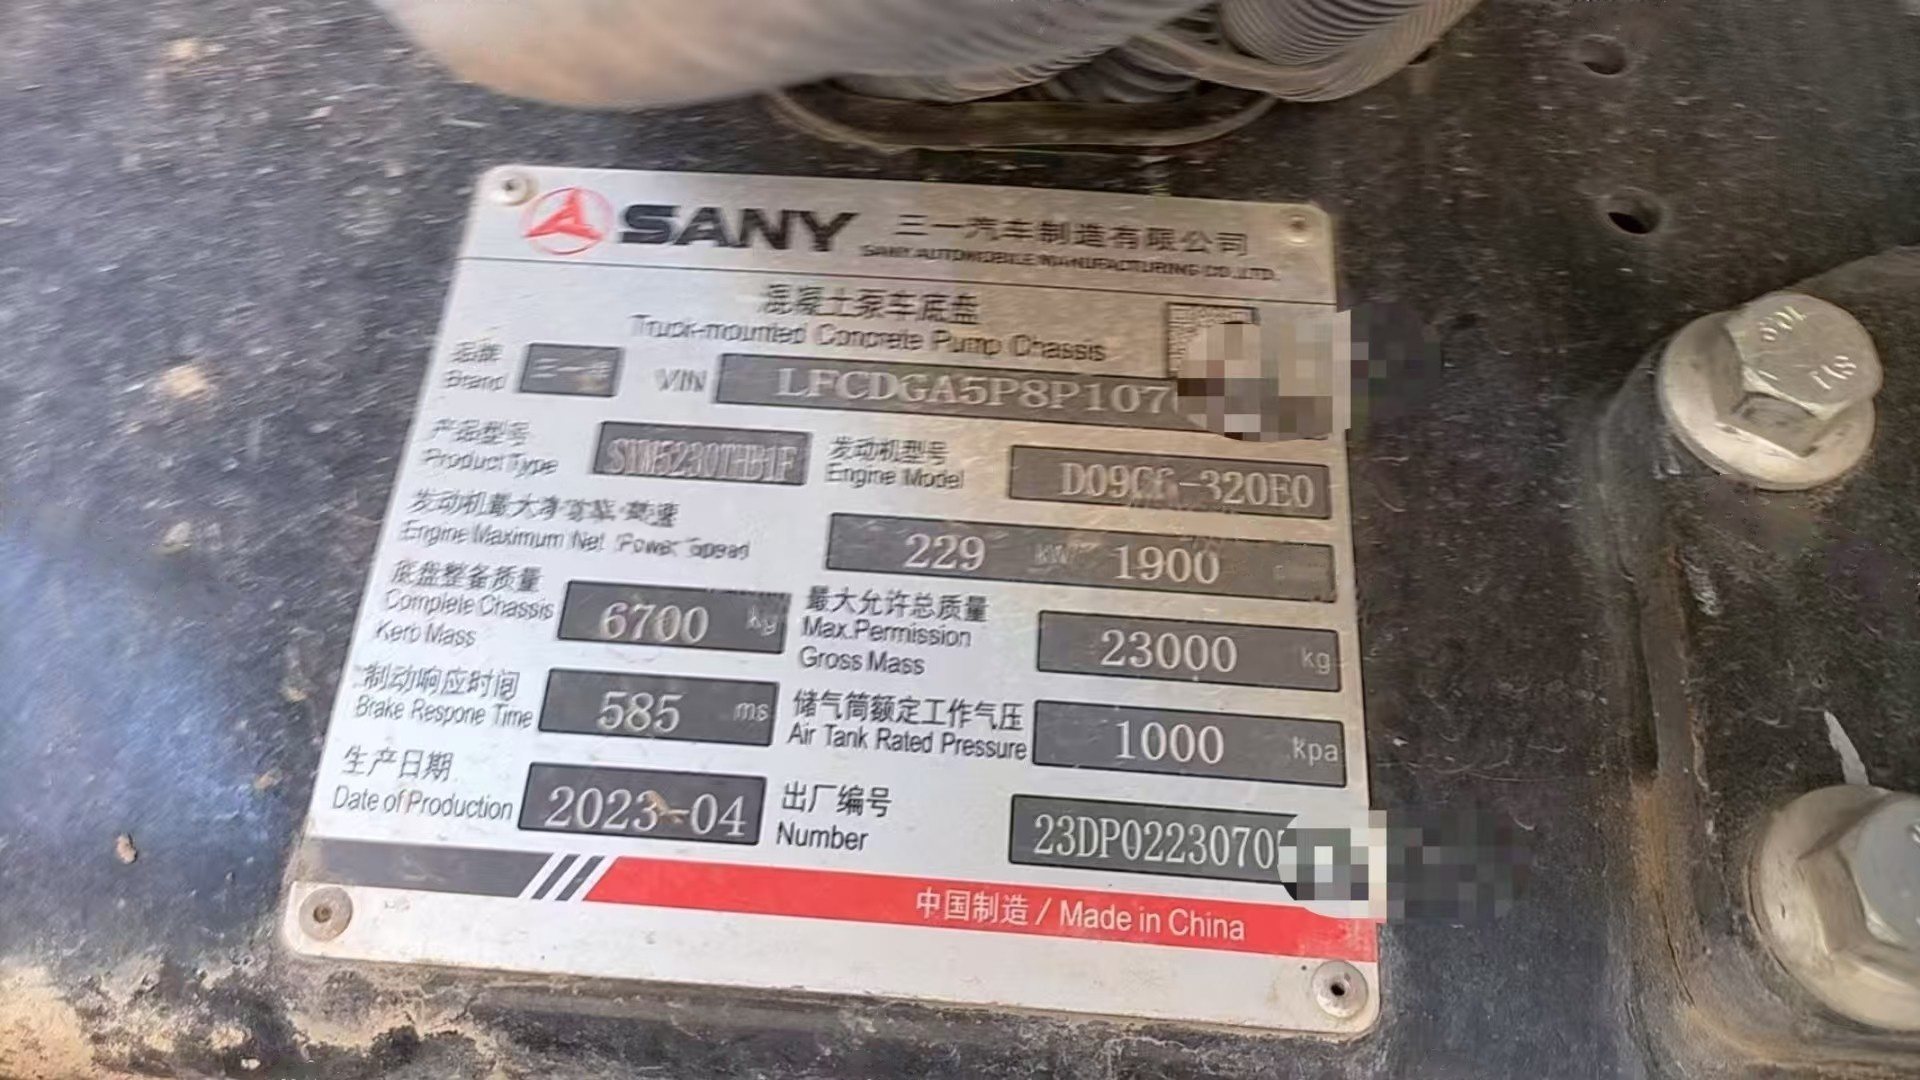 SANY 三一汽车制造有限公司
SANY AUTOMOBILE MANUFACTURING CO.,LTD.
混凝土泵车底盘
Truck-mounted Concrete Pump Chassis
品牌
Brand 三一牌 VIN LFCDGA5P8P107
产品型号
Product Type 发动机型号
Engine Model -320E0
发动机最大净功率/转速
Engine Maximum Net Power Speed 229 kW 1900
底盘整备质量
Complete Chassis
Kero Mass 6700 kg
最大允许总质量
Max.Permission
Gross Mass 23000 kg
制动响应时间
Brake Respone Time 585 ms
储气筒额定工作气压
Air Tank Rated Pressure 1000 kpa
生产日期
Date of Production 2023-04
出厂编号
Number 23DP0223070
中国制造 / Made in China